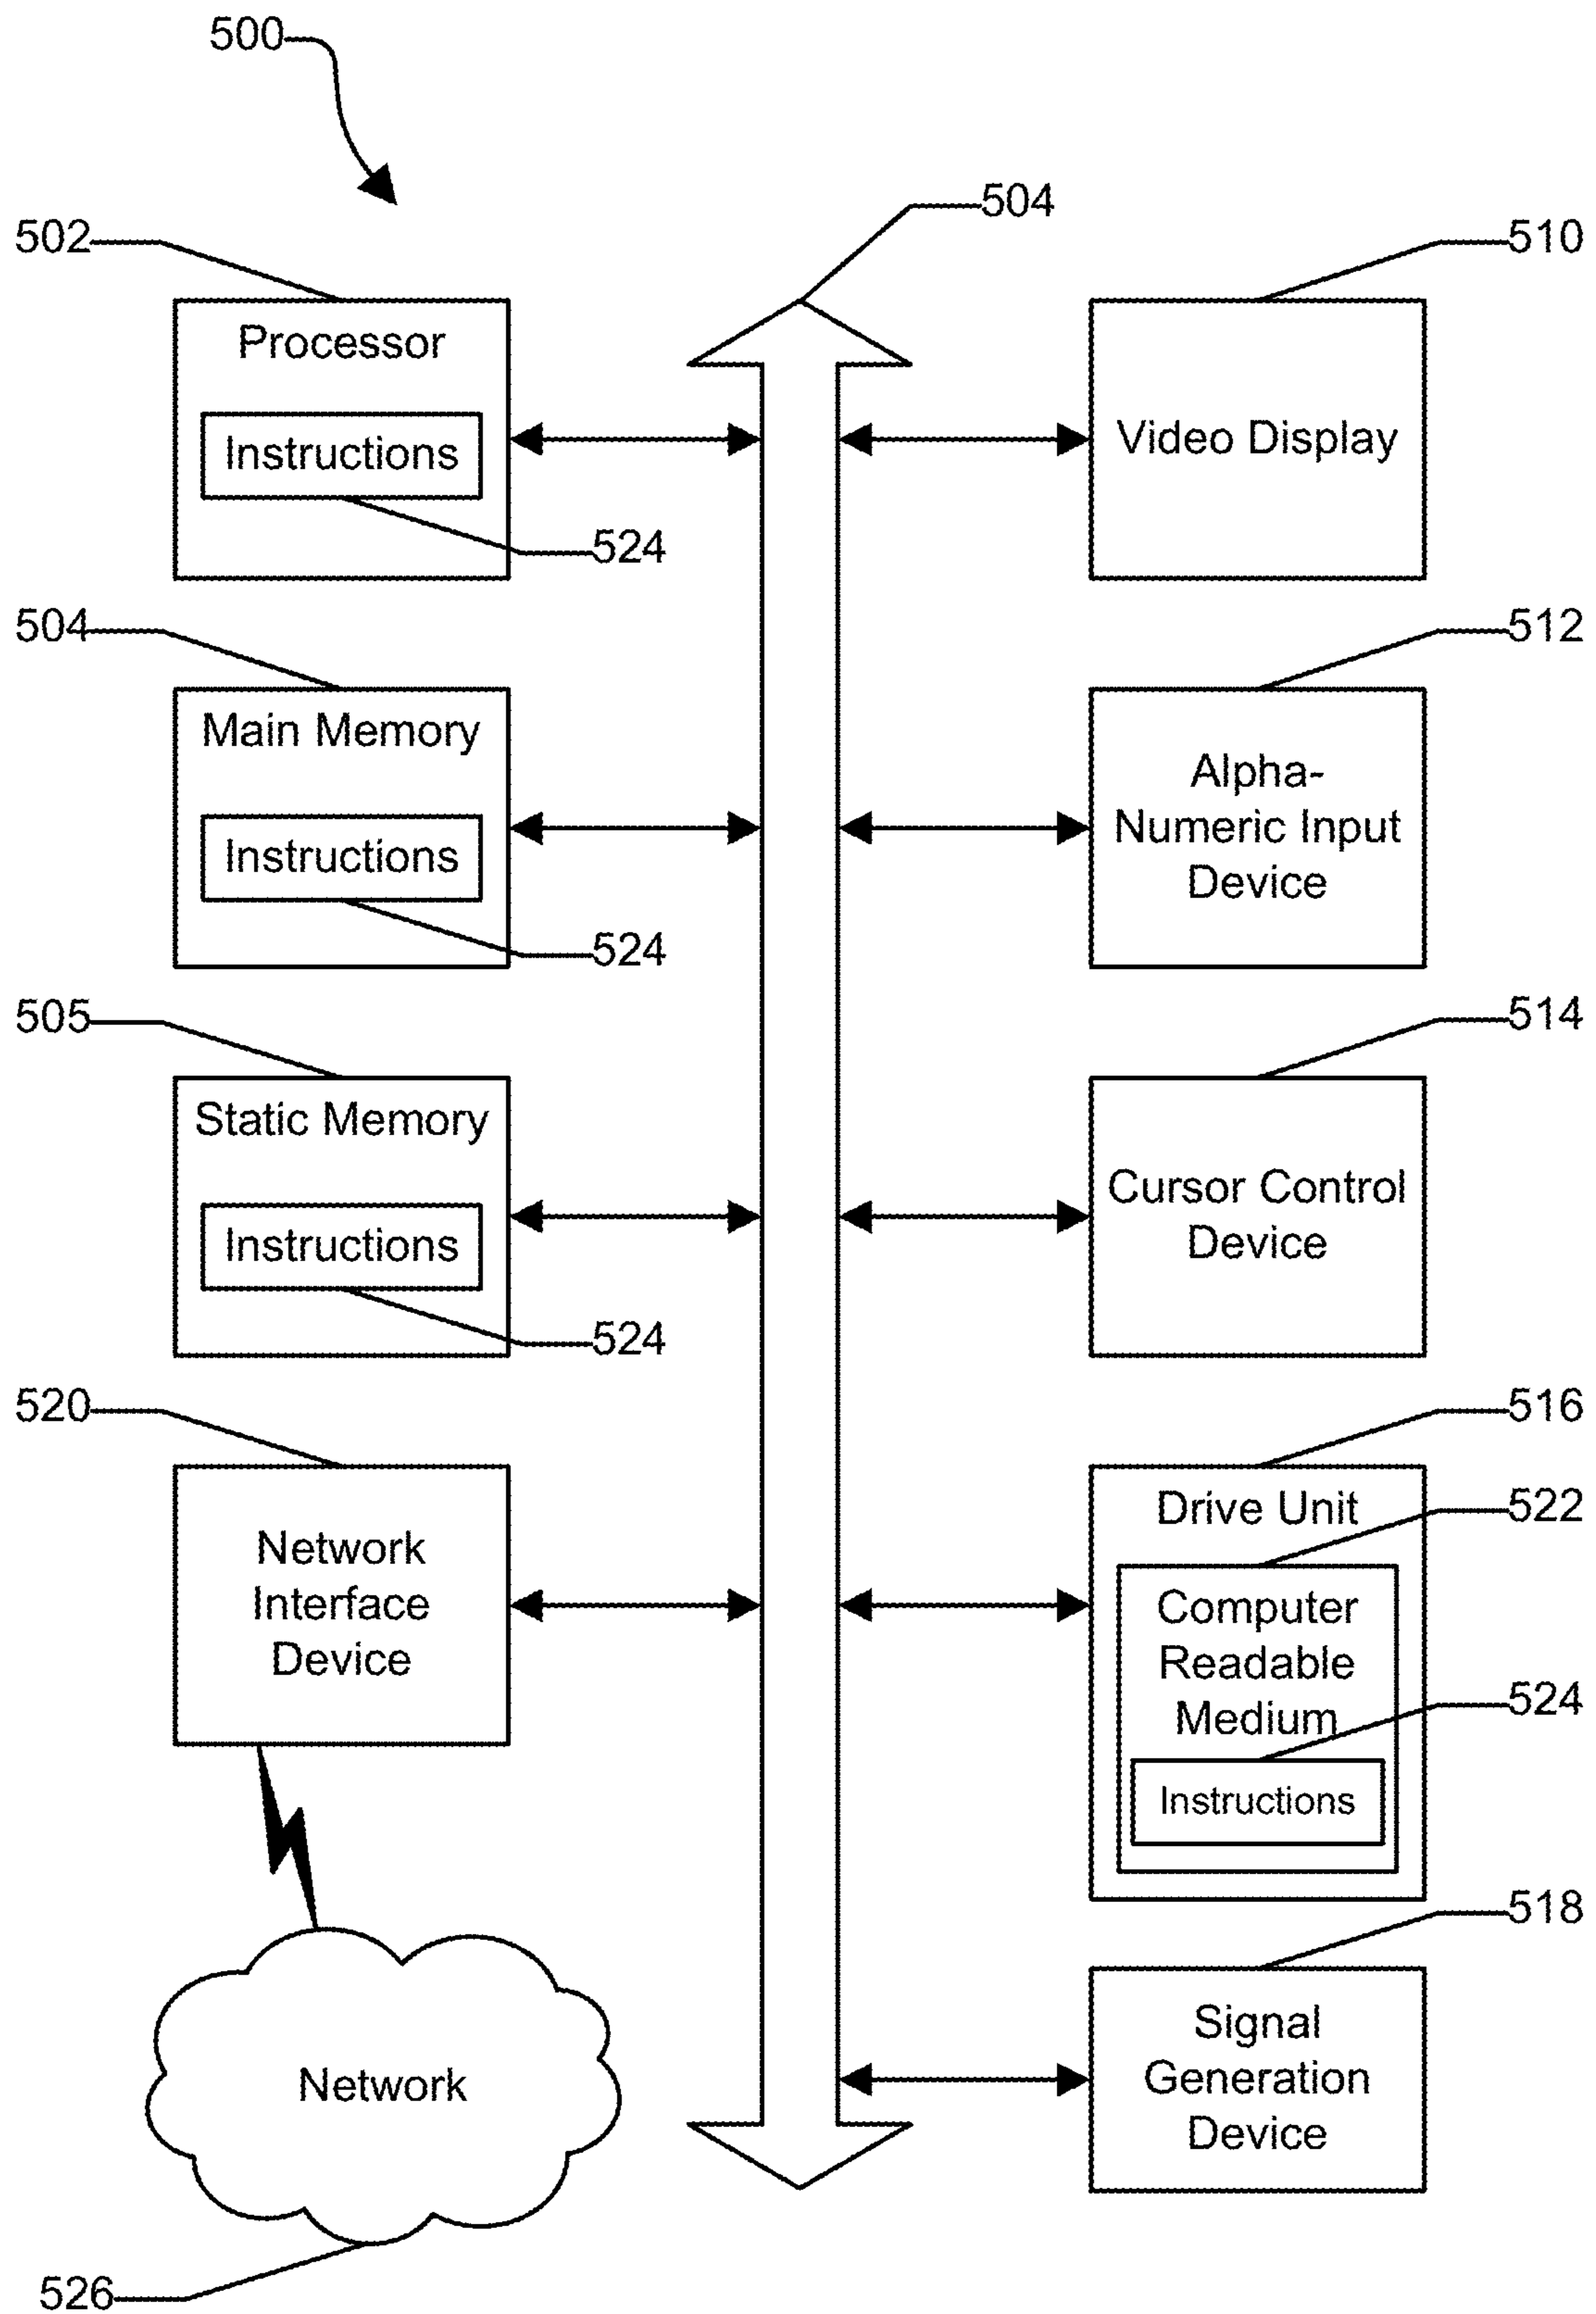 500
504
502
510
Processor
Instructions
524
Video Display
504
512
Main Memory
Instructions
524
Alpha-
Numeric Input
Device
505
514
Static Memory
Instructions
524
Cursor Control
Device
520
516
Network
Interface
Device
Drive Unit
522
Computer
Readable
Medium
524
Instructions
518
Signal
Generation
Device
Network
526